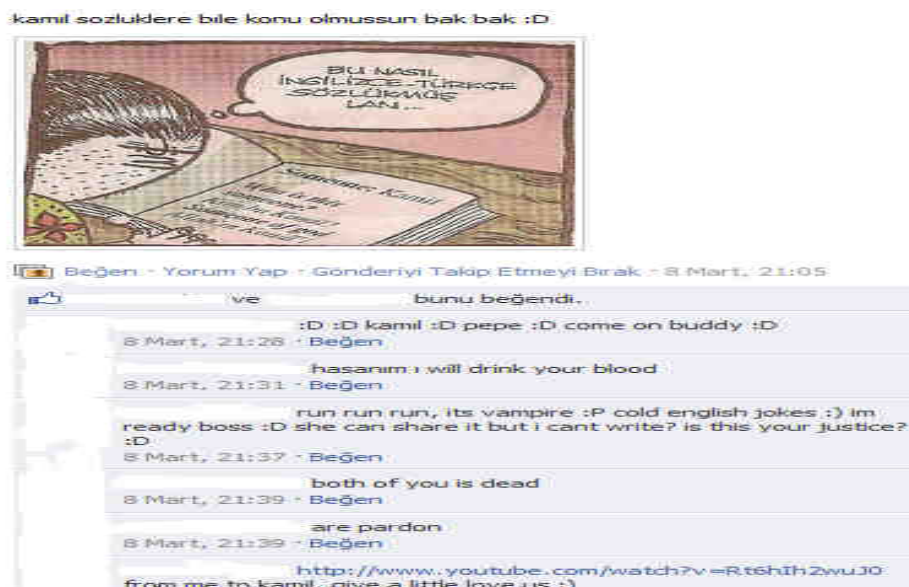 kamil sozluklere bile konu olmussun bak bak :D
BU NASIL
İNGİLİZCE-TÜRKÇE
SÖZLÜKMÜŞ
LAN...
Someone Kamil
Who is this
someone
Beğen · Yorum Yap · Gönderiyi Takip Etmeyi Bırak · 8 Mart, 21:05
ve bunu beğendi.
:D :D kamil :D pepe :D come on buddy :D
8 Mart, 21:28 · Beğen
hasanım ı will drink your blood
8 Mart, 21:31 · Beğen
run run run, its vampire :P cold english jokes :) im
ready boss :D she can share it but i cant write? is this your justice?
:D
8 Mart, 21:37 · Beğen
both of you is dead
8 Mart, 21:39 · Beğen
are pardon
8 Mart, 21:39 · Beğen
http://www.youtube.com/watch?v=Rt6hIh2wuJ0
from me to kamil, give a little love us :)